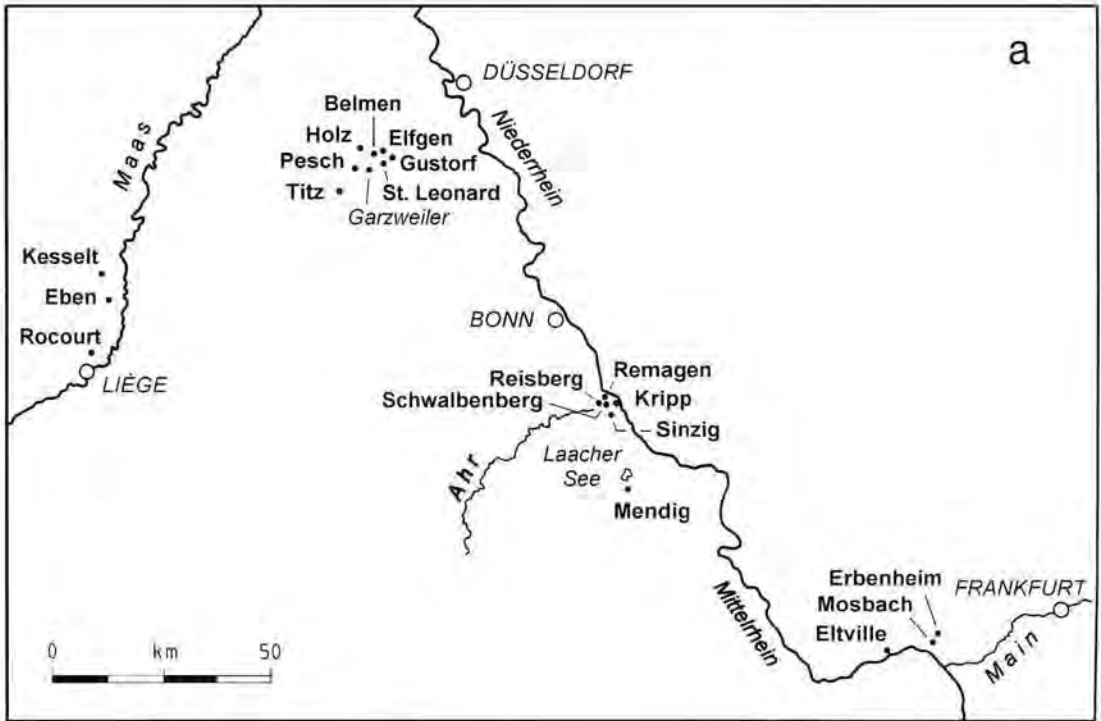 a
DÜSSELDORF
Belmen
Niederrhein
Maas
Holz
Elfgen
Pesch
Gustorf
Titz
St. Leonard
Garzweiler
Kesselt
Eben
BONN
Rocourt
LIÈGE
Reisberg
Remagen
Schwalbenberg
Kripp
Sinzig
Ahr
Laacher
See
Mendig
Mittelrhein
Erbenheim
FRANKFURT
Mosbach
Eltville
Main
0 km 50